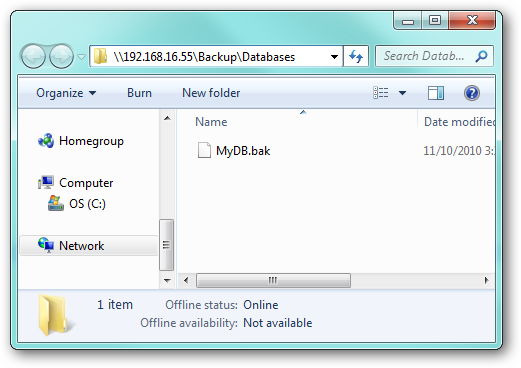 \\192.168.16.55\Backup\Databases
Search Datab...
Organize Burn New folder
Name Date modified
Homegroup
MyDB.bak 11/10/2010 3:
Computer
OS (C:)
Network
1 item Offline status: Online
Offline availability: Not available